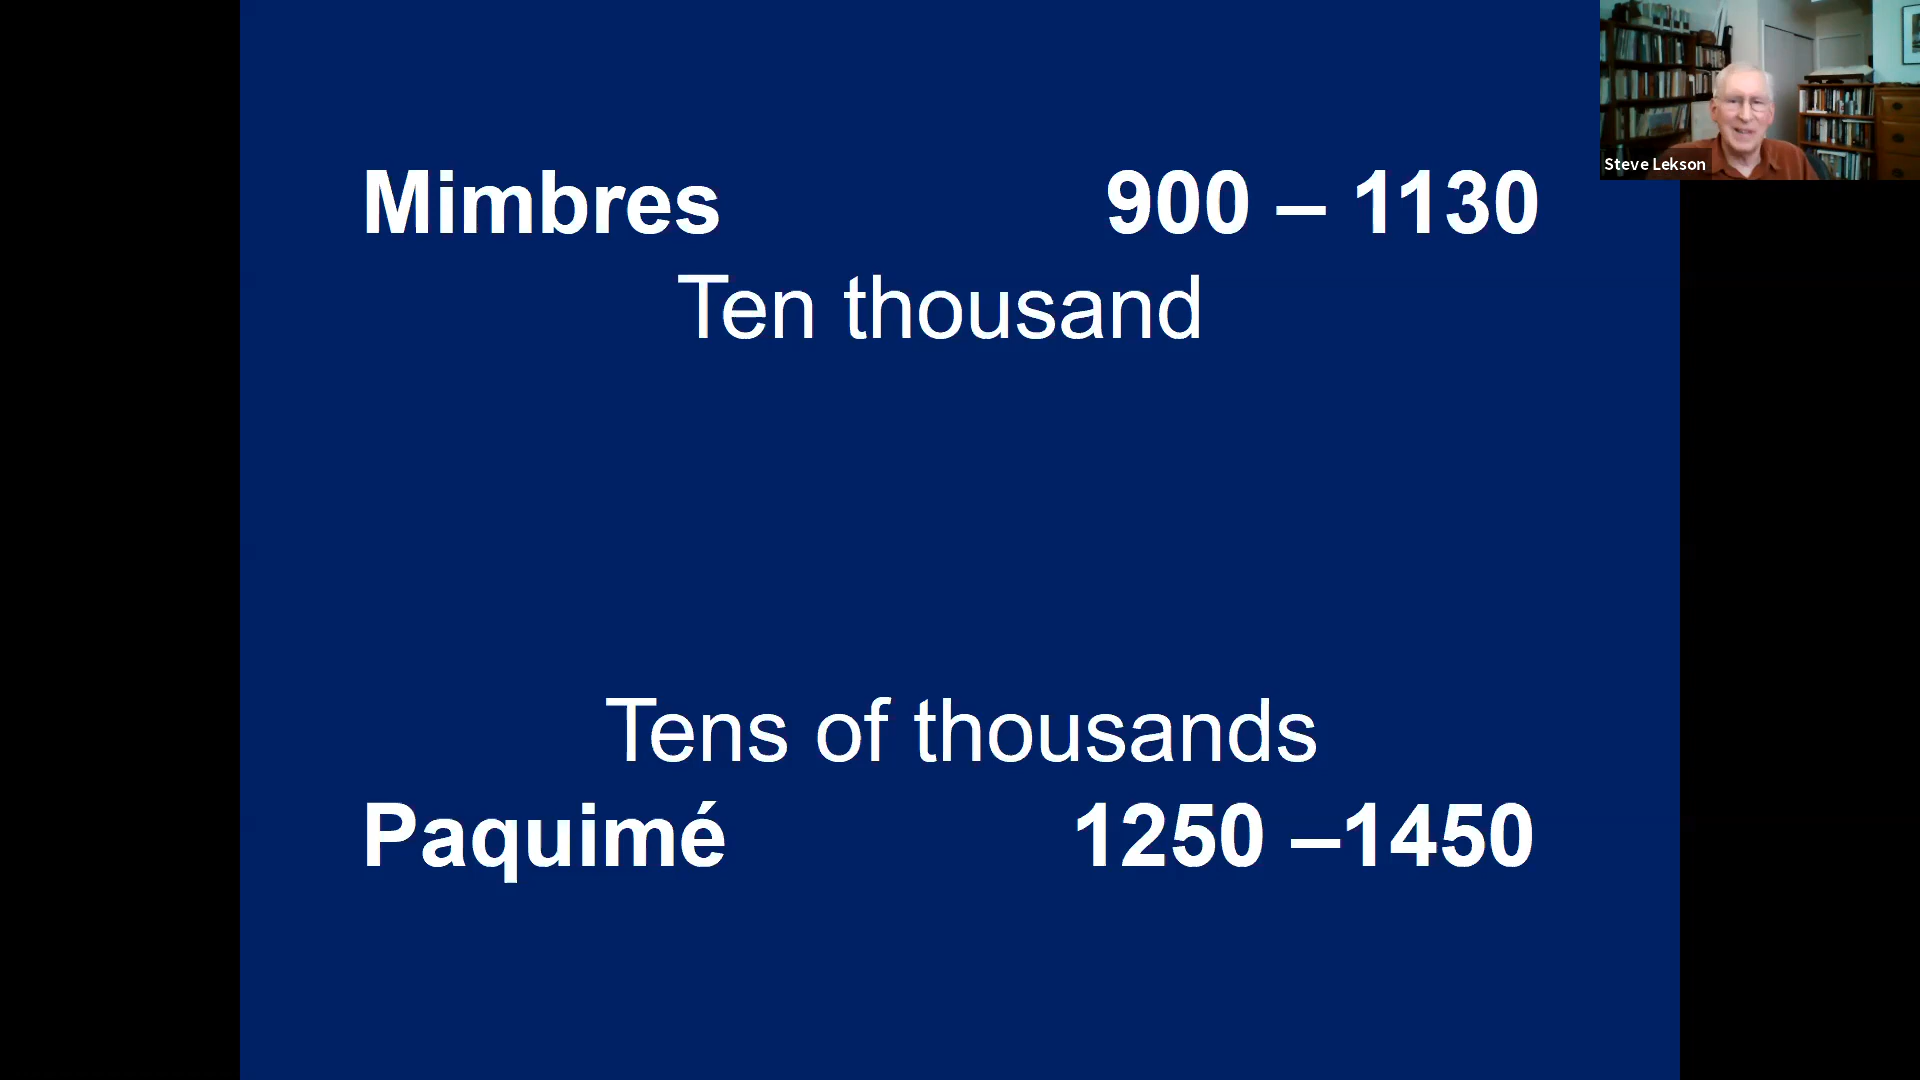 Mimbres 900 – 1130
Ten thousand
Tens of thousands
Paquimé 1250 –1450
Steve Lekson